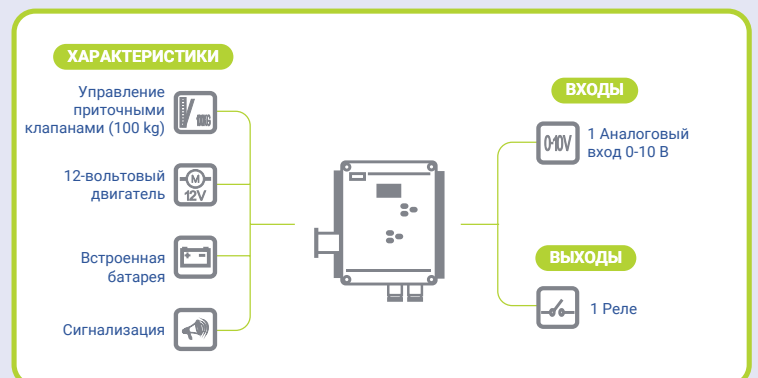 ХАРАКТЕРИСТИКИ
Управление
приточными
клапанами (100 kg)
100KG
12-вольтовый
двигатель
M
12V
Встроенная
батарея
+ -
Сигнализация
ВХОДЫ
0-10V
1 Аналоговый
вход 0-10 В
ВЫХОДЫ
1 Реле